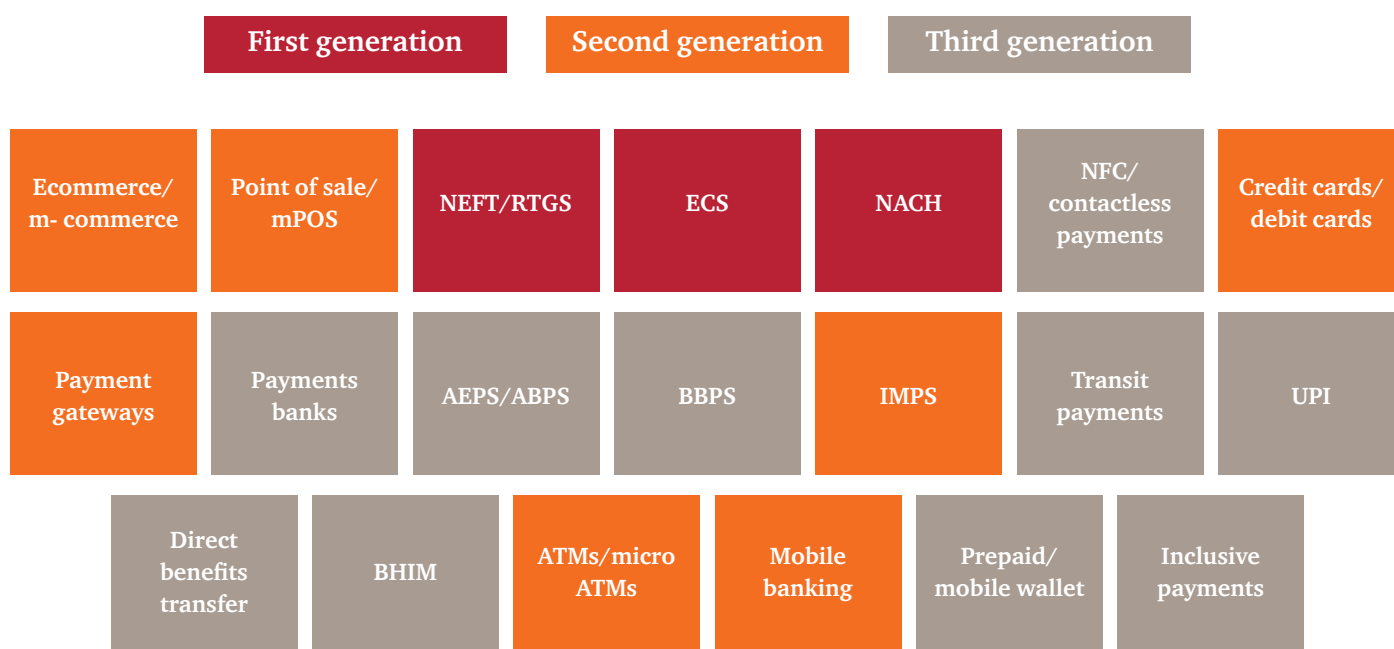 First generation
Second generation
Third generation
Ecommerce/
m- commerce
Point of sale/
mPOS
NEFT/RTGS
ECS
NACH
NFC/
contactless
payments
Credit cards/
debit cards
Payment
gateways
Payments
banks
AEPS/ABPS
BBPS
IMPS
Transit
payments
UPI
Direct
benefits
transfer
BHIM
ATMs/micro
ATMs
Mobile
banking
Prepaid/
mobile wallet
Inclusive
payments